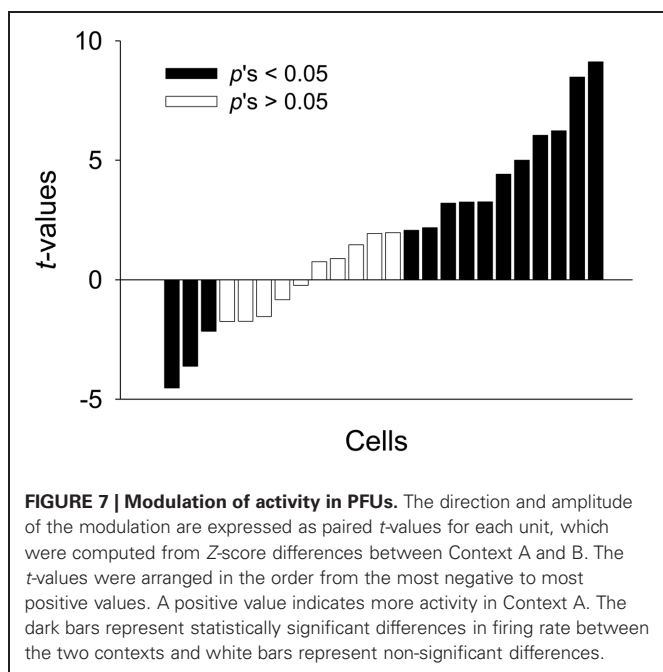 10
p's < 0.05
p's > 0.05
5
t-values
0
-5
Cells
FIGURE 7 | Modulation of activity in PFUs. The direction and amplitude
of the modulation are expressed as paired t-values for each unit, which
were computed from Z-score differences between Context A and B. The
t-values were arranged in the order from the most negative to most
positive values. A positive value indicates more activity in Context A. The
dark bars represent statistically significant differences in firing rate between
the two contexts and white bars represent non-significant differences.